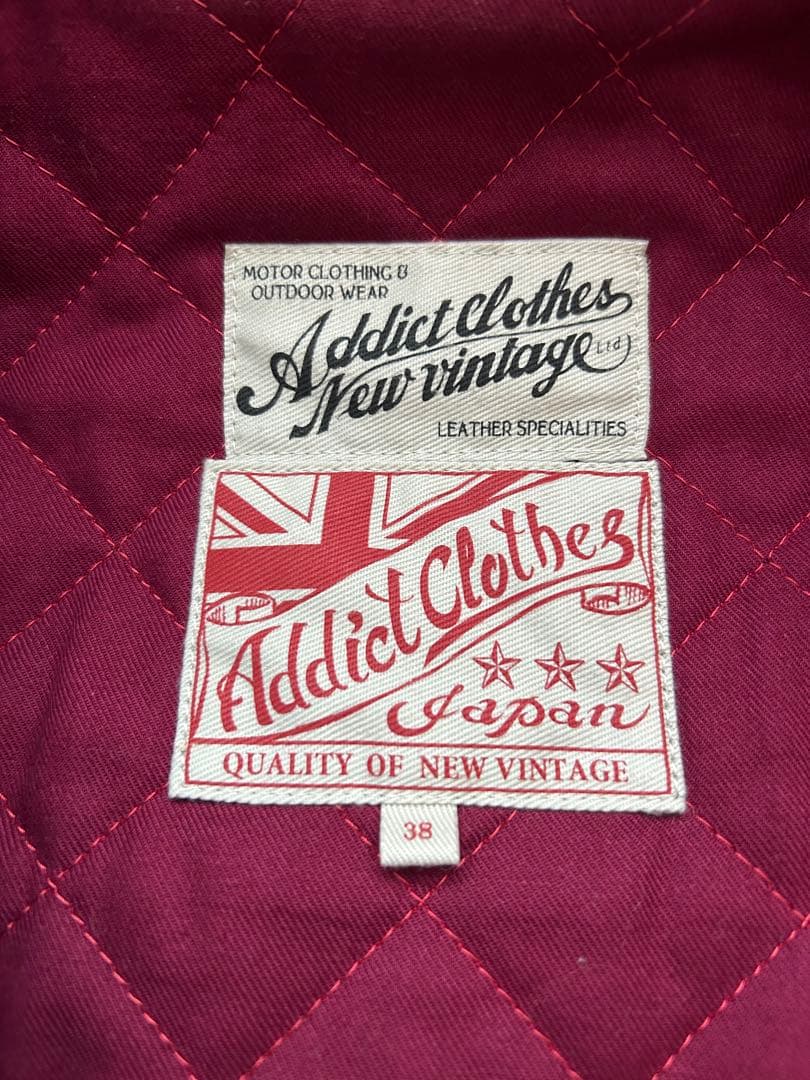 MOTOR CLOTHING &
OUTDOOR WEAR
Addict Clothes
New vintage Ltd
LEATHER SPECIALITIES
Addict Clothes
Japan
QUALITY OF NEW VINTAGE
38